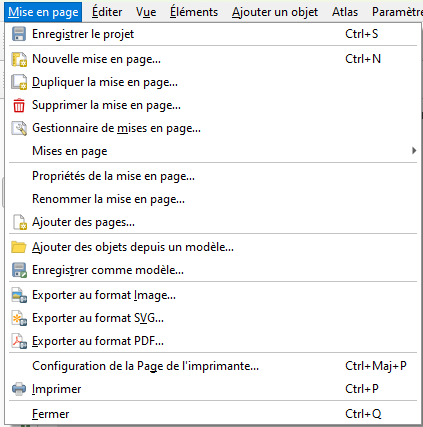 Mise en page Éditer Vue Éléments Ajouter un objet Atlas Paramètre
Enregistrer le projet Ctrl+S
Nouvelle mise en page... Ctrl+N
Dupliquer la mise en page...
Supprimer la mise en page...
Gestionnaire de mises en page...
Mises en page
Propriétés de la mise en page...
Renommer la mise en page...
Ajouter des pages...
Ajouter des objets depuis un modèle...
Enregistrer comme modèle...
Exporter au format Image...
Exporter au format SVG...
Exporter au format PDF...
Configuration de la Page de l'imprimante... Ctrl+Maj+P
Imprimer Ctrl+P
Fermer Ctrl+Q